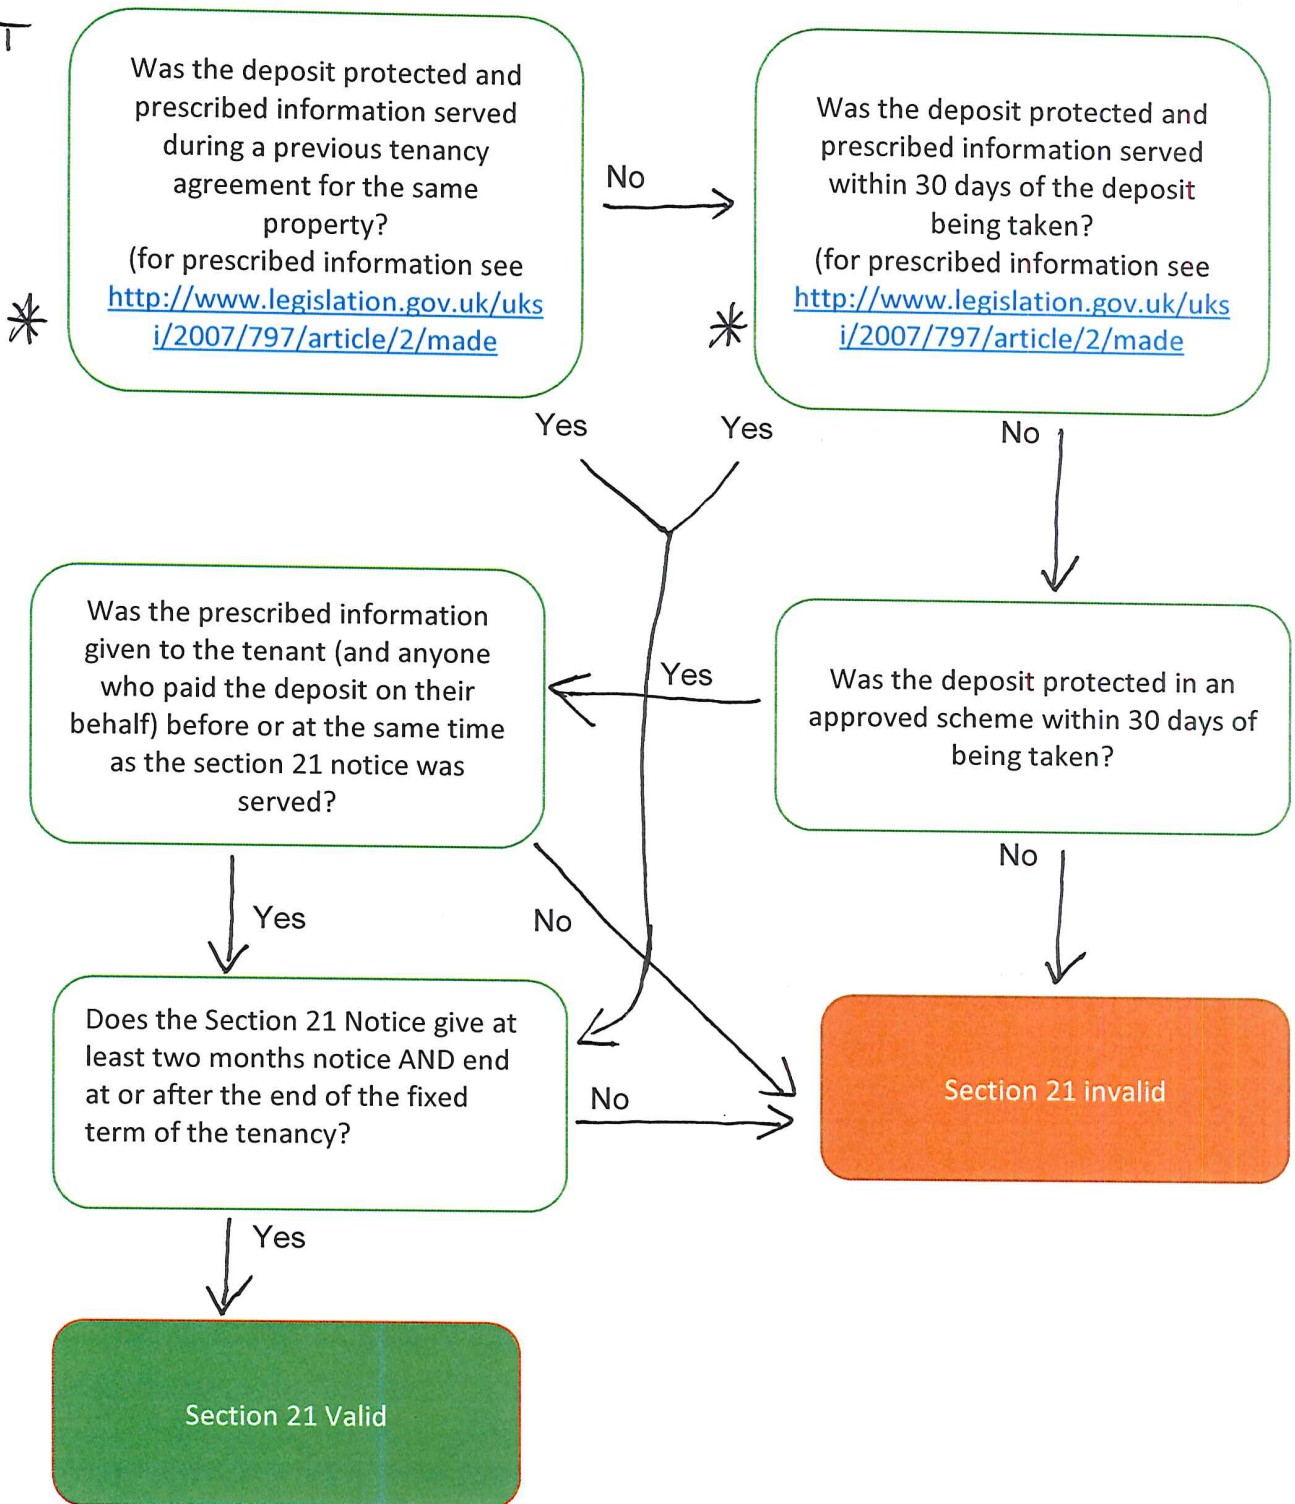 T
Was the deposit protected and
prescribed information served
during a previous tenancy
agreement for the same
property?
(for prescribed information see
http://www.legislation.gov.uk/uks
i/2007/797/article/2/made
*
No
Was the deposit protected and
prescribed information served
within 30 days of the deposit
being taken?
(for prescribed information see
http://www.legislation.gov.uk/uks
i/2007/797/article/2/made
*
Yes
Yes
No
Was the prescribed information
given to the tenant (and anyone
who paid the deposit on their
behalf) before or at the same time
as the section 21 notice was
served?
Yes
Was the deposit protected in an
approved scheme within 30 days of
being taken?
Yes
No
No
Does the Section 21 Notice give at
least two months notice AND end
at or after the end of the fixed
term of the tenancy?
No
Section 21 invalid
Yes
Section 21 Valid